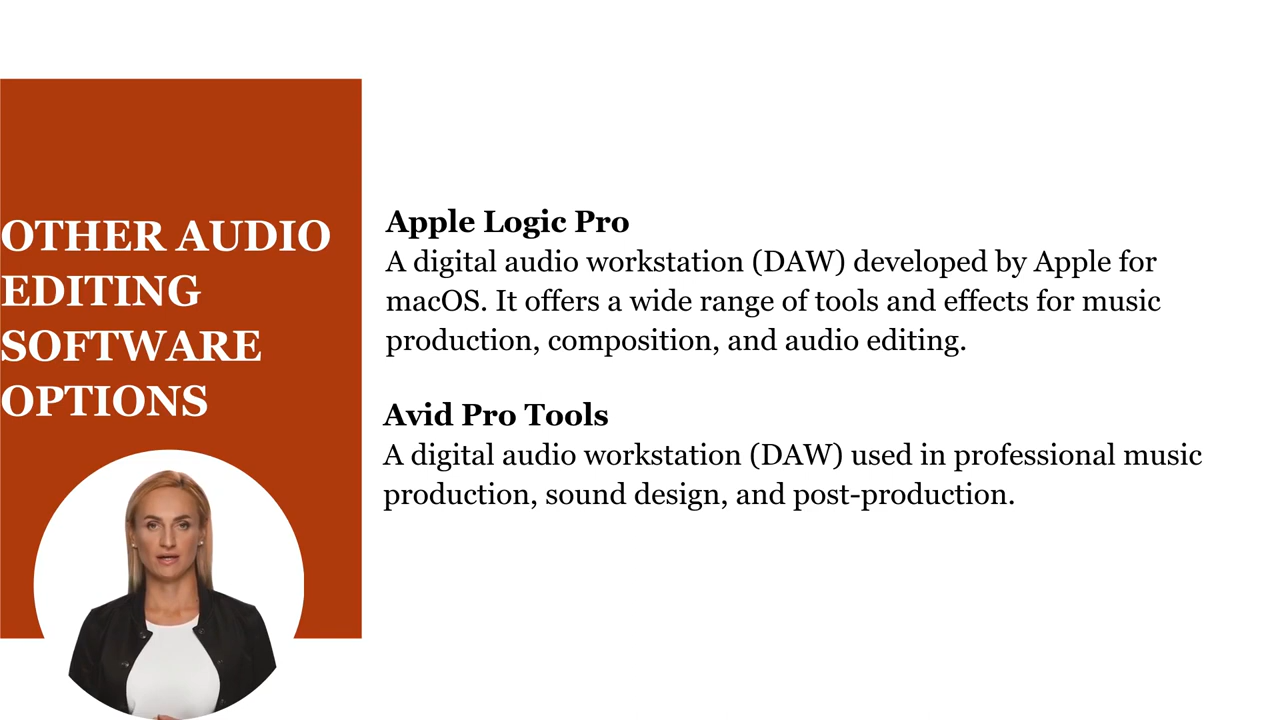 OTHER AUDIO
EDITING
SOFTWARE
OPTIONS
Apple Logic Pro
A digital audio workstation (DAW) developed by Apple for
macOS. It offers a wide range of tools and effects for music
production, composition, and audio editing.
Avid Pro Tools
A digital audio workstation (DAW) used in professional music
production, sound design, and post-production.